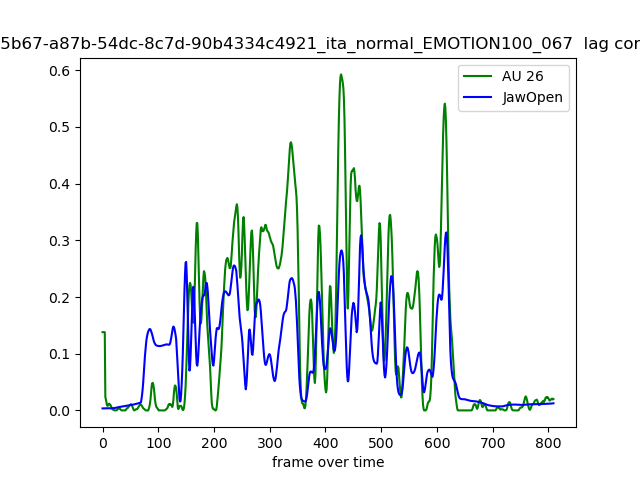 5b67-a87b-54dc-8c7d-90b4334c4921_ita_normal_EMOTION100_067 lag cor
AU 26
JawOpen
0.6
0.5
0.4
0.3
0.2
0.1
0.0
0 100 200 300 400 500 600 700 800
frame over time